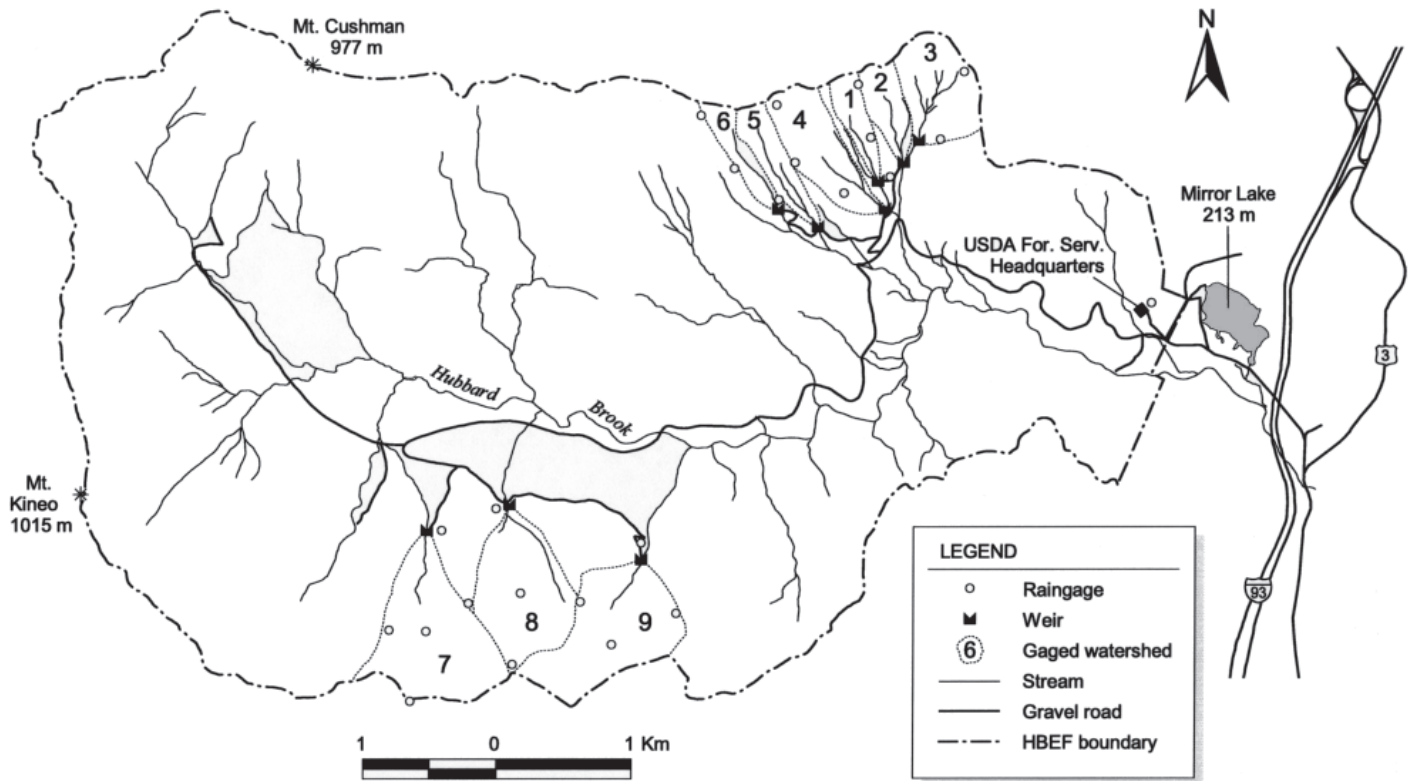 Mt. Cushman
977 m
N
3
2
1
4
5
6
Mirror Lake
213 m
USDA For. Serv.
Headquarters
3
Hubbard
Brook
Mt.
Kineo
1015 m
93
7
8
9
LEGEND
Raingage
Weir
6
Gaged watershed
Stream
Gravel road
HBEF boundary
1
0
1 Km